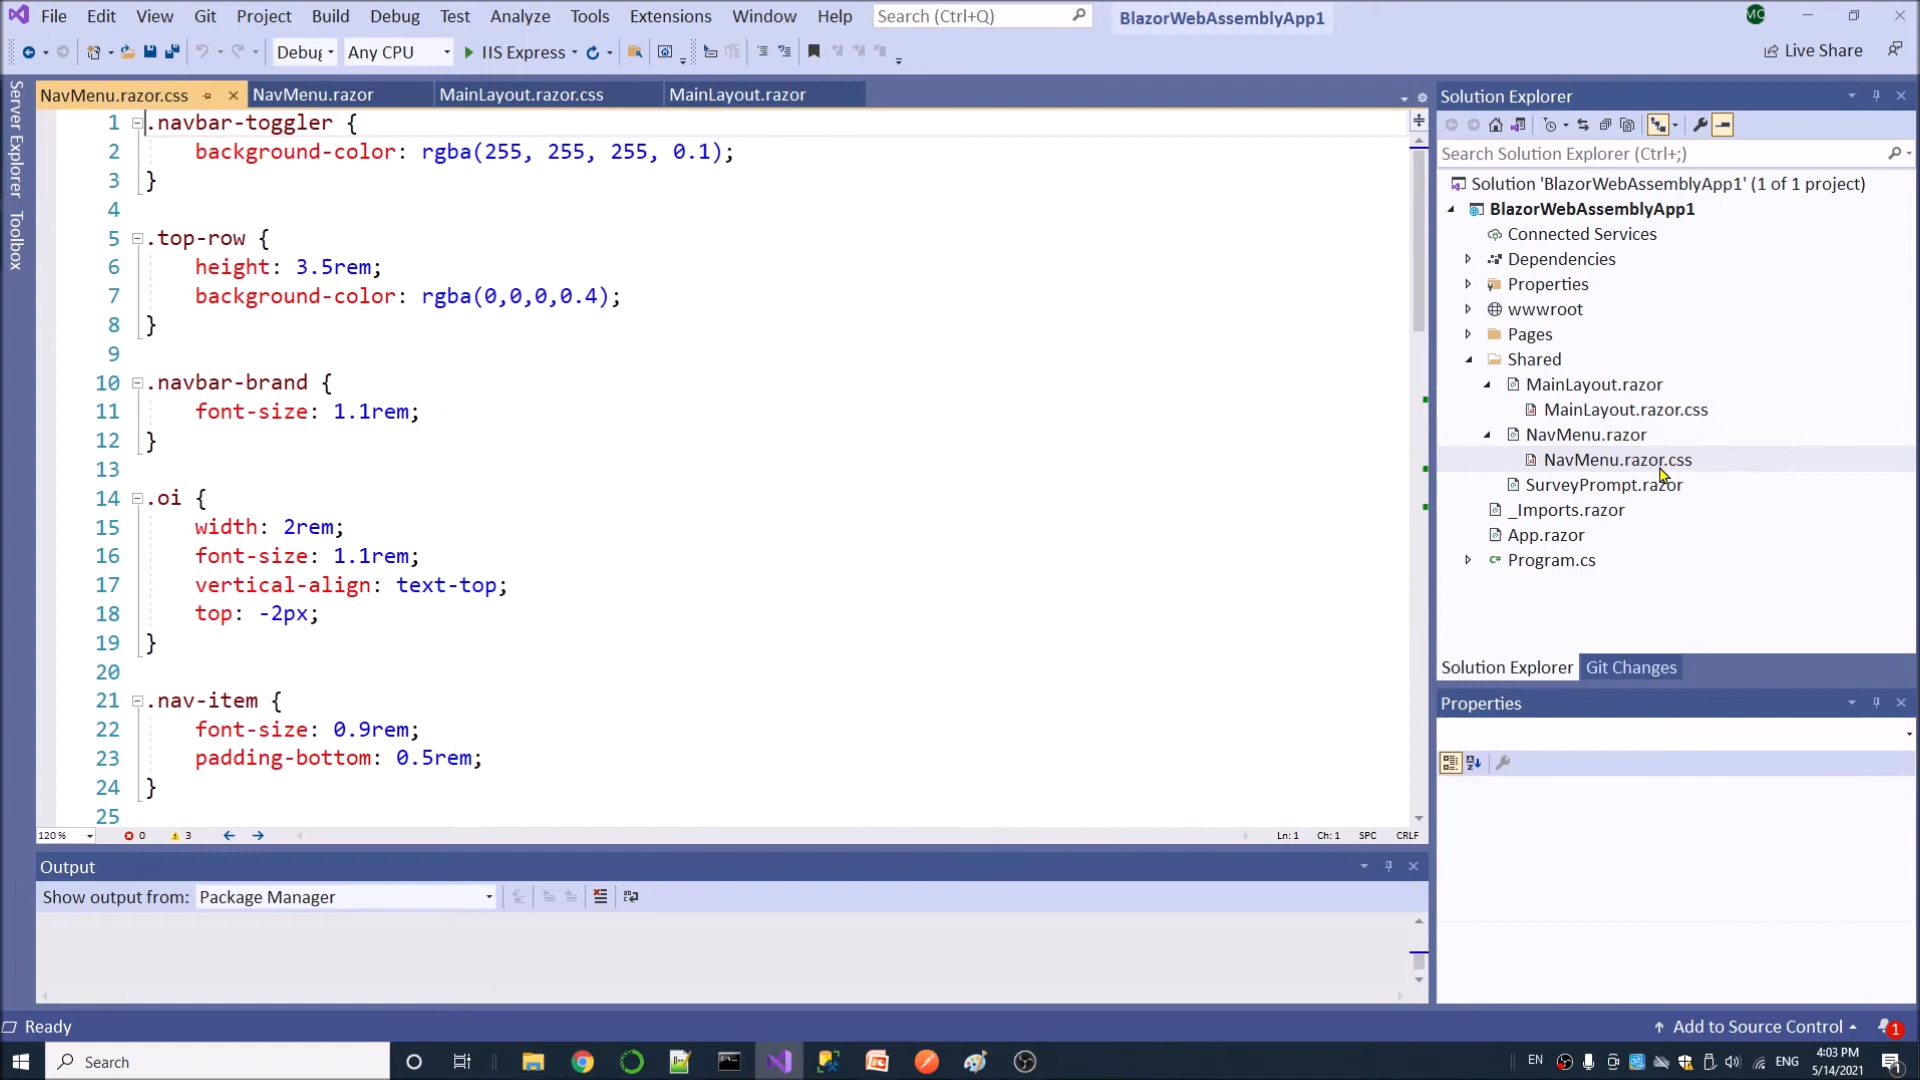 File Edit View Git Project Build Debug Test Analyze Tools Extensions Window Help Search (Ctrl+Q) BlazorWebAssemblyApp1 MC
Debug Any CPU IIS Express Live Share
Server Explorer
Toolbox
NavMenu.razor.css NavMenu.razor MainLayout.razor.css MainLayout.razor
1 .navbar-toggler {
2 background-color: rgba(255, 255, 255, 0.1);
3 }
4
5 .top-row {
6 height: 3.5rem;
7 background-color: rgba(0,0,0,0.4);
8 }
9
10 .navbar-brand {
11 font-size: 1.1rem;
12 }
13
14 .oi {
15 width: 2rem;
16 font-size: 1.1rem;
17 vertical-align: text-top;
18 top: -2px;
19 }
20
21 .nav-item {
22 font-size: 0.9rem;
23 padding-bottom: 0.5rem;
24 }
25
120 % 0 3 Ln: 1 Ch: 1 SPC CRLF
Output
Show output from: Package Manager
Solution Explorer
Search Solution Explorer (Ctrl+;)
Solution 'BlazorWebAssemblyApp1' (1 of 1 project)
BlazorWebAssemblyApp1
Connected Services
Dependencies
Properties
wwwroot
Pages
Shared
MainLayout.razor
MainLayout.razor.css
NavMenu.razor
NavMenu.razor.css
SurveyPrompt.razor
_Imports.razor
App.razor
C# Program.cs
Solution Explorer Git Changes
Properties
Ready Add to Source Control 1
Search EN ENG 4:03 PM
5/14/2021 1